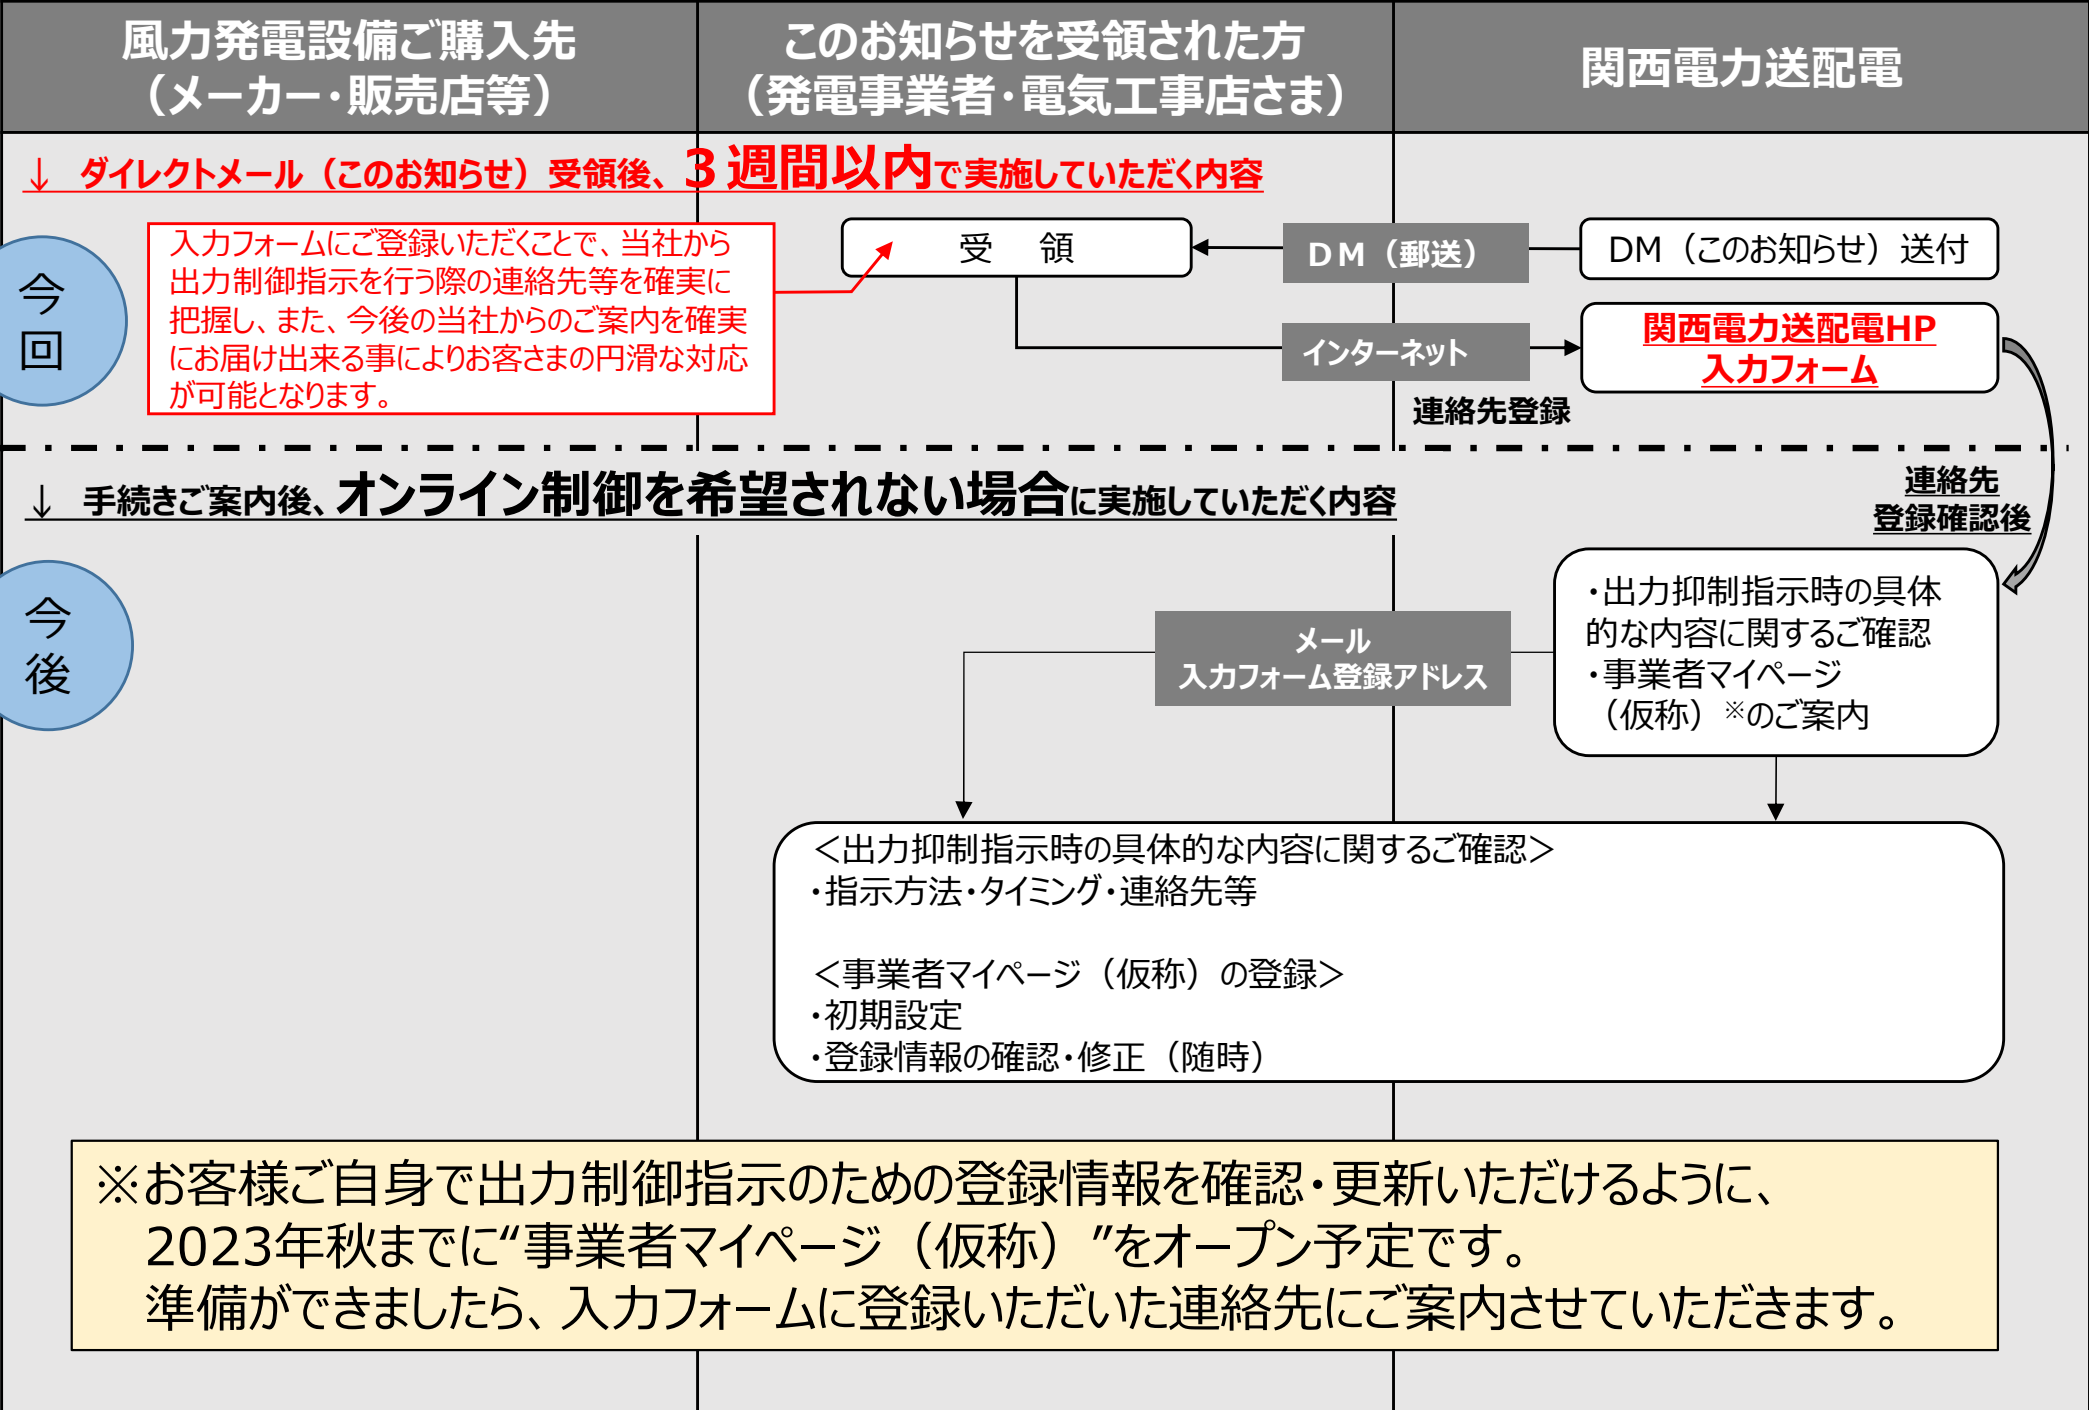 風力発電設備ご購入先
（メーカー・販売店等）
このお知らせを受領された方
（発電事業者・電気工事店さま）
関西電力送配電
↓ ダイレクトメール（このお知らせ）受領後、３週間以内で実施していただく内容
今
回
入力フォームにご登録いただくことで、当社から
出力制御指示を行う際の連絡先等を確実に
把握し、また、今後の当社からのご案内を確実
にお届け出来る事によりお客さまの円滑な対応
が可能となります。
受　領
ＤＭ（郵送）
DM（このお知らせ）送付
インターネット
関西電力送配電HP
入力フォーム
連絡先登録
↓ 手続きご案内後、オンライン制御を希望されない場合に実施していただく内容
連絡先
登録確認後
今
後
メール
入力フォーム登録アドレス
・出力抑制指示時の具体
的な内容に関するご確認
・事業者マイページ
（仮称）※のご案内
＜出力抑制指示時の具体的な内容に関するご確認＞
・指示方法・タイミング・連絡先等
＜事業者マイページ（仮称）の登録＞
・初期設定
・登録情報の確認・修正（随時）
※お客様ご自身で出力制御指示のための登録情報を確認・更新いただけるように、
2023年秋までに“事業者マイページ（仮称）”をオープン予定です。
準備ができましたら、入力フォームに登録いただいた連絡先にご案内させていただきます。